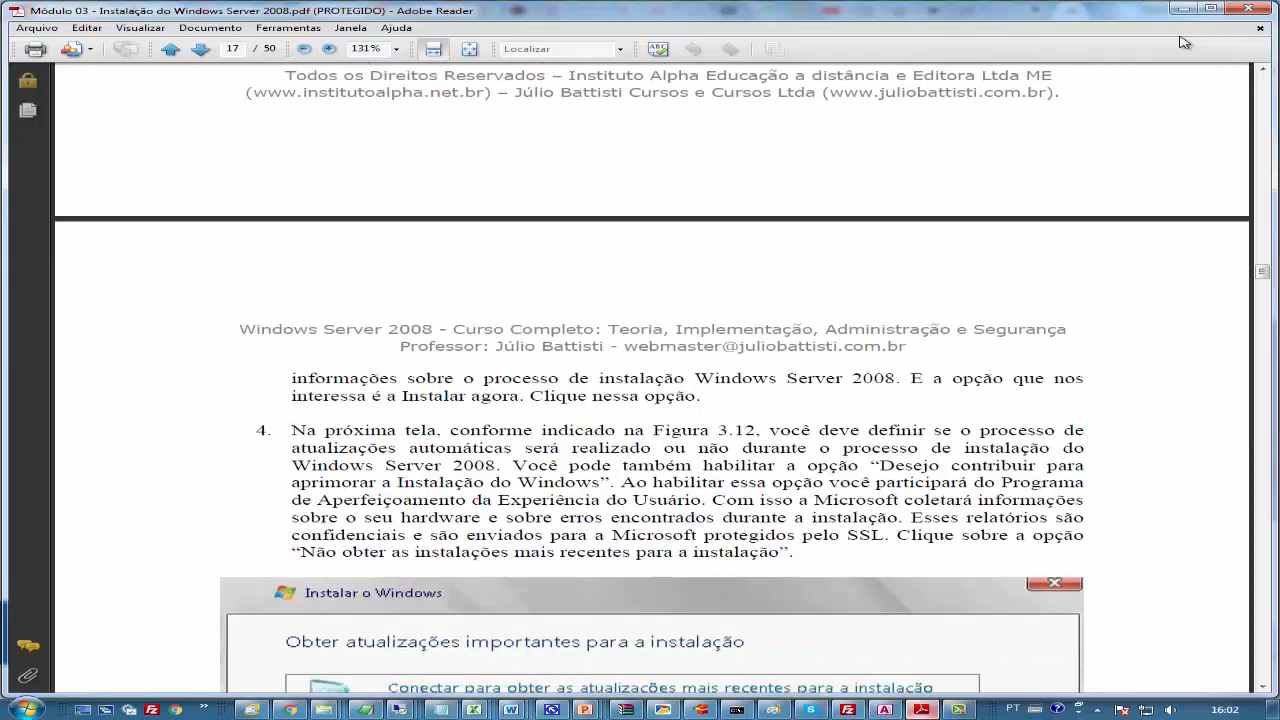 Módulo 03 - Instalação do Windows Server 2008.pdf (PROTEGIDO) - Adobe Reader
Arquivo Editar Visualizar Documento Ferramentas Janela Ajuda
17 / 50 131% Localizar
Todos os Direitos Reservados – Instituto Alpha Educação a distância e Editora Ltda ME
(www.institutoalpha.net.br) – Júlio Battisti Cursos e Cursos Ltda (www.juliobattisti.com.br).
Windows Server 2008 - Curso Completo: Teoria, Implementação, Administração e Segurança
Professor: Júlio Battisti - webmaster@juliobattisti.com.br
informações sobre o processo de instalação Windows Server 2008. E a opção que nos
interessa é a Instalar agora. Clique nessa opção.
4. Na próxima tela, conforme indicado na Figura 3.12, você deve definir se o processo de
atualizações automáticas será realizado ou não durante o processo de instalação do
Windows Server 2008. Você pode também habilitar a opção “Desejo contribuir para
aprimorar a Instalação do Windows”. Ao habilitar essa opção você participará do Programa
de Aperfeiçoamento da Experiência do Usuário. Com isso a Microsoft coletará informações
sobre o seu hardware e sobre erros encontrados durante a instalação. Esses relatórios são
confidenciais e são enviados para a Microsoft protegidos pelo SSL. Clique sobre a opção
“Não obter as instalações mais recentes para a instalação”.
Instalar o Windows
Obter atualizações importantes para a instalação
Conectar para obter as atualizações mais recentes para a instalação
PT 16:02